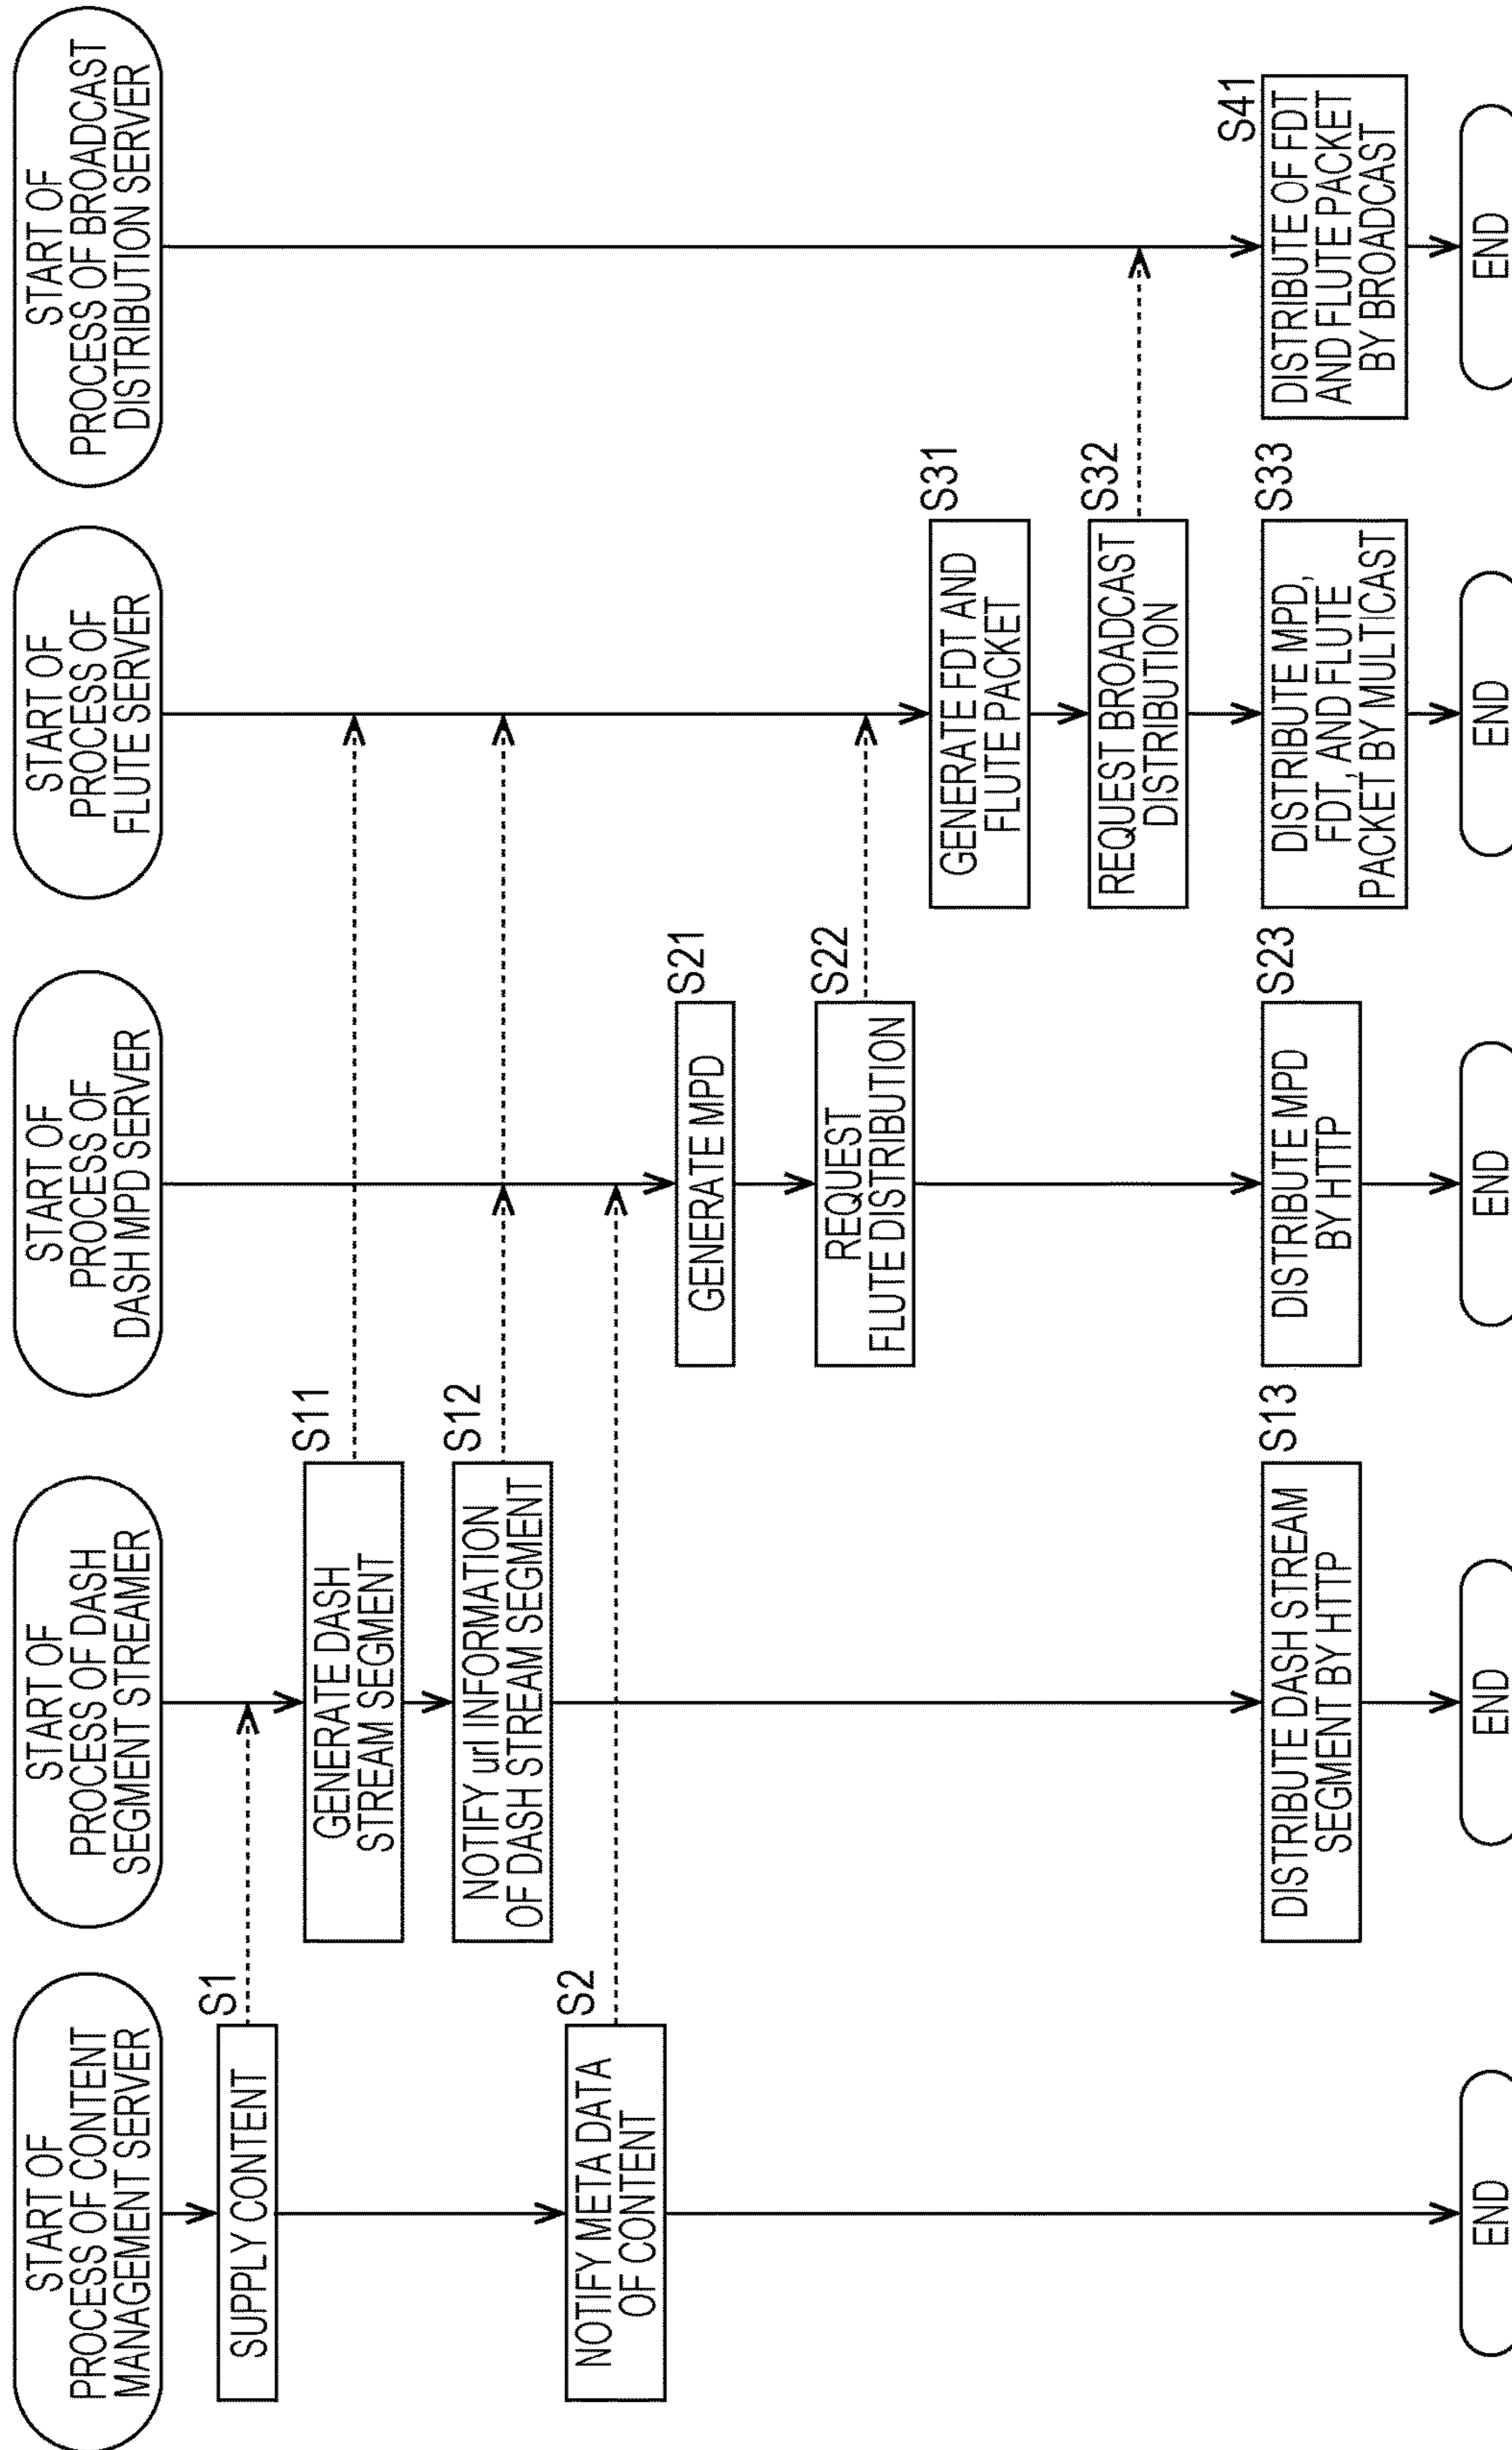 START OF
PROCESS OF CONTENT
MANAGEMENT SERVER
S1
SUPPLY CONTENT
S2
NOTIFY META DATA
OF CONTENT
END
START OF
PROCESS OF DASH
SEGMENT STREAMER
S11
GENERATE DASH
STREAM SEGMENT
S12
NOTIFY url INFORMATION
OF DASH STREAM SEGMENT
S13
DISTRIBUTE DASH STREAM
SEGMENT BY HTTP
END
START OF
PROCESS OF
DASH MPD SERVER
S21
GENERATE MPD
S22
REQUEST
FLUTE DISTRIBUTION
S23
DISTRIBUTE MPD
BY HTTP
END
START OF
PROCESS OF
FLUTE SERVER
S31
GENERATE FDT AND
FLUTE PACKET
S32
REQUEST BROADCAST
DISTRIBUTION
S33
DISTRIBUTE MPD,
FDT, AND FLUTE
PACKET BY MULTICAST
END
START OF
PROCESS OF BROADCAST
DISTRIBUTION SERVER
S41
DISTRIBUTE OF FDT
AND FLUTE PACKET
BY BROADCAST
END